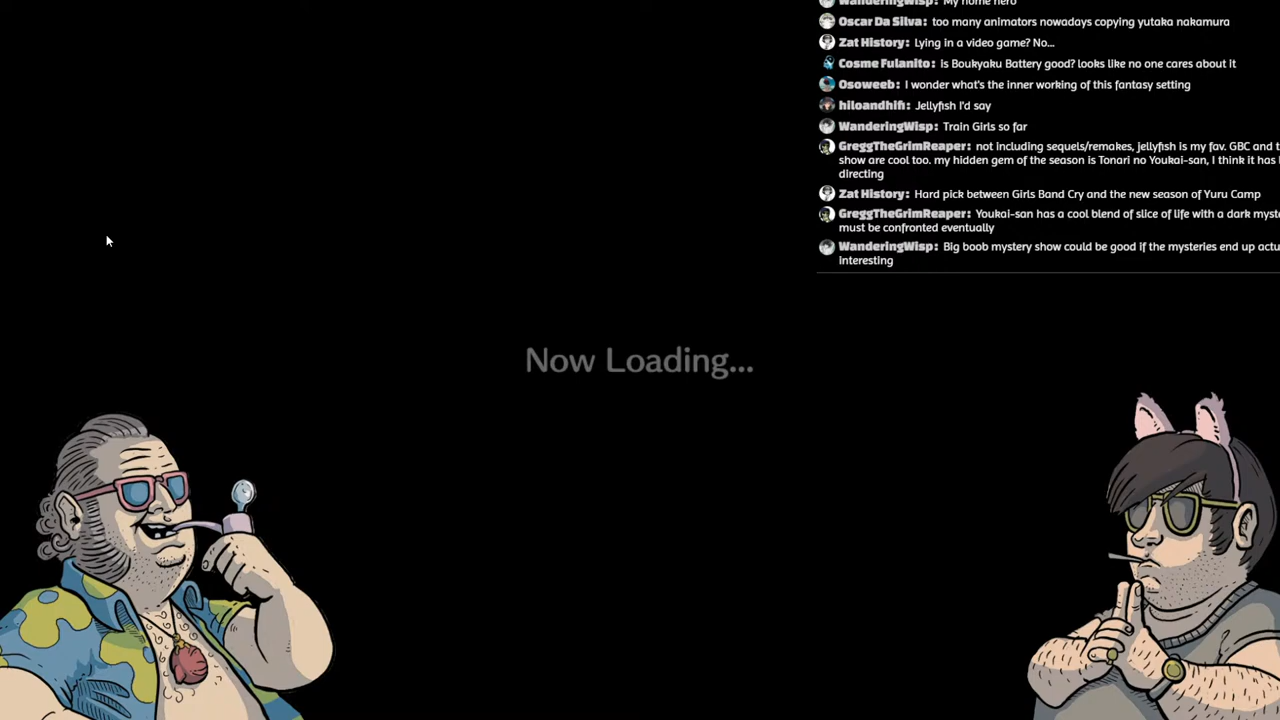 WanderingWisp: My home hero
Oscar Da Silva: too many animators nowadays copying yutaka nakamura
Zat History: Lying in a video game? No...
Cosme Fulanito: Is Boukyaku Battery good? looks like no one cares about it
Osoweeb: I wonder what's the inner working of this fantasy setting
hiloandhifi: Jellyfish I'd say
WanderingWisp: Train Girls so far
GreggTheGrimReaper: not including sequels/remakes, jellyfish is my fav. GBC and t
show are cool too. my hidden gem of the season is Tonari no Youkai-san, I think it has
directing
Zat History: Hard pick between Girls Band Cry and the new season of Yuru Camp
GreggTheGrimReaper: Youkai-san has a cool blend of slice of life with a dark myste
must be confronted eventually
WanderingWisp: Big boob mystery show could be good if the mysteries end up actu
interesting
Now Loading...